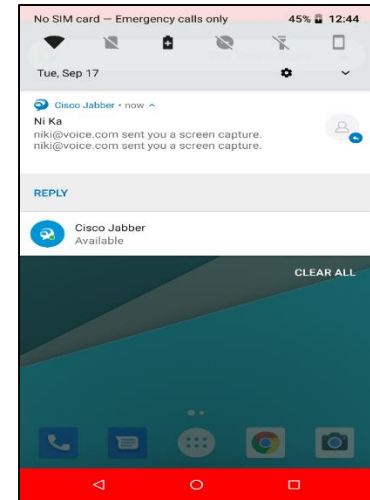 No SIM card — Emergency calls only 45% 12:44
Tue, Sep 17
Cisco Jabber • now
Ni Ka
niki@voice.com sent you a screen capture.
niki@voice.com sent you a screen capture.
REPLY
Cisco Jabber
Available
CLEAR ALL